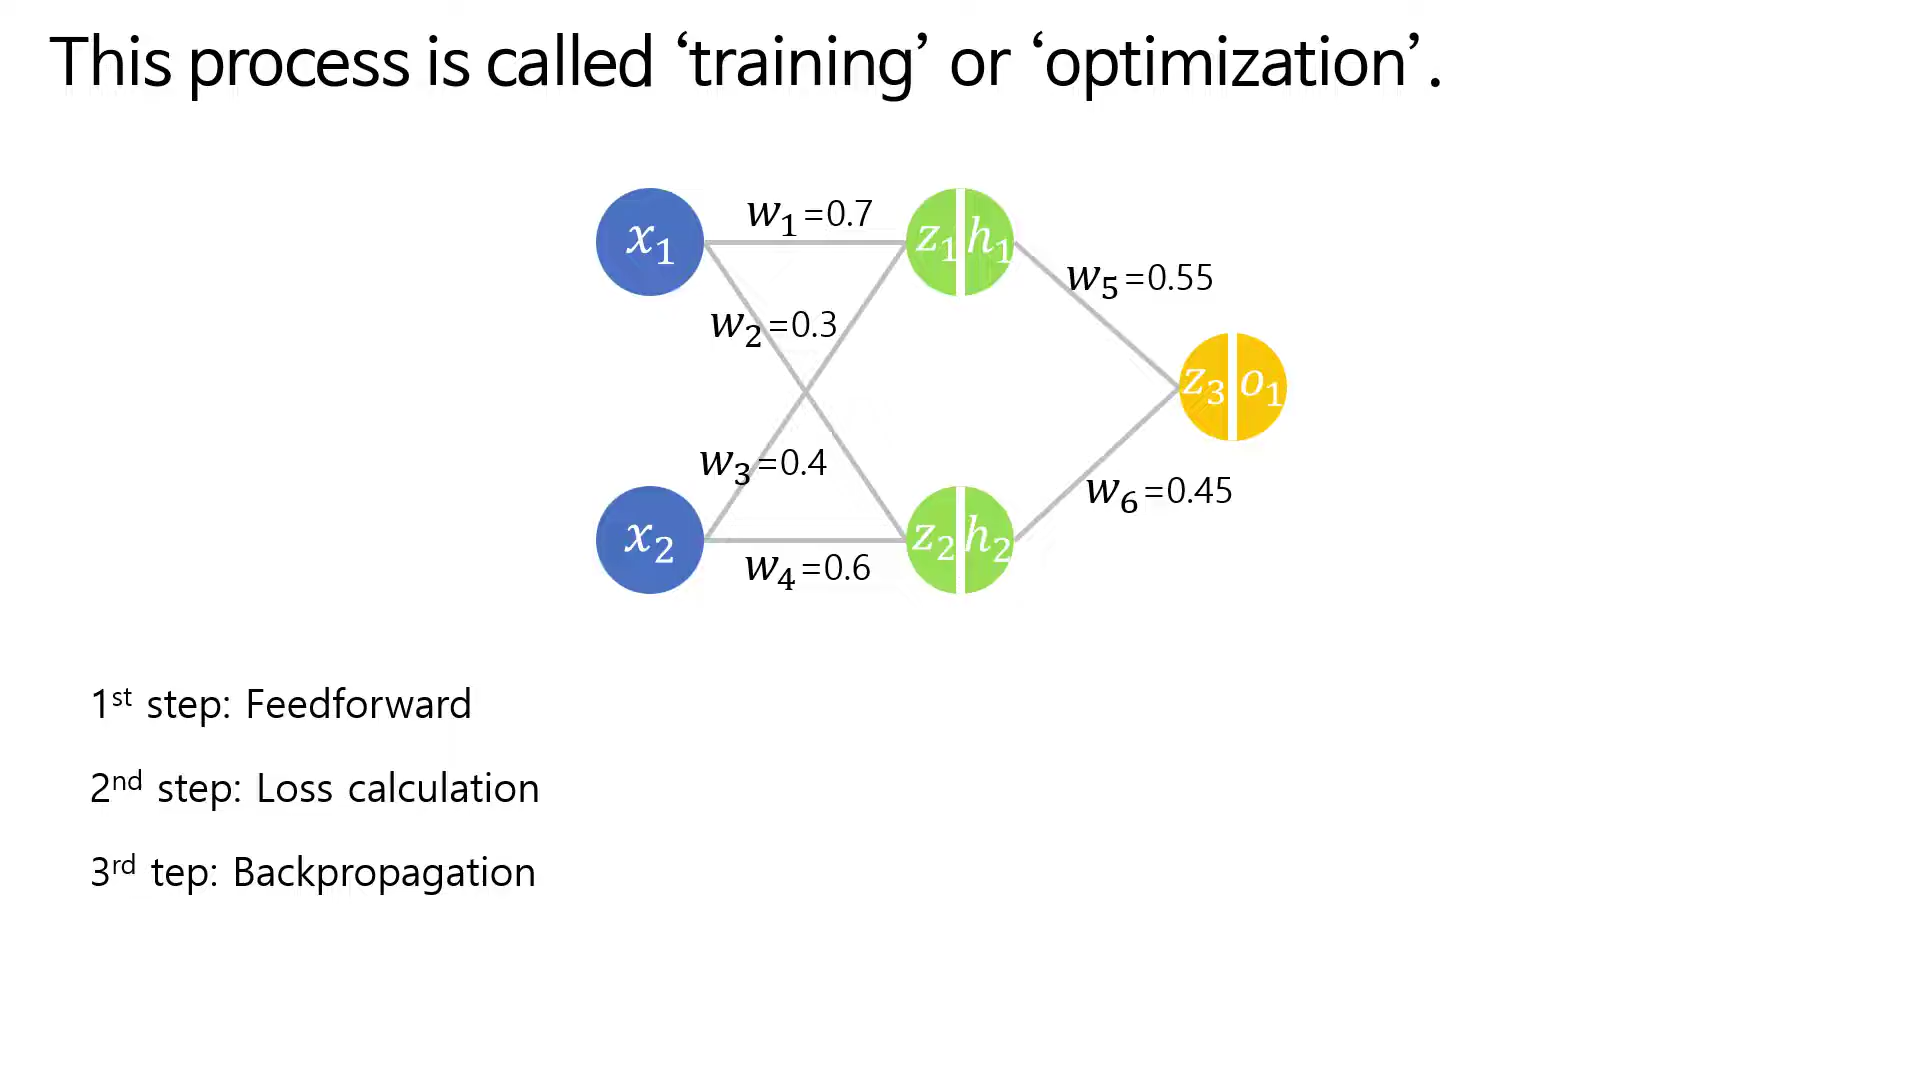 This process is called ‘training’ or ‘optimization’.
x₁
w₁=0.7
z₁ h₁
w₅=0.55
w₂=0.3
z₃ o₁
w₃=0.4
w₆=0.45
x₂
z₂ h₂
w₄=0.6
1st step: Feedforward
2nd step: Loss calculation
3rd tep: Backpropagation